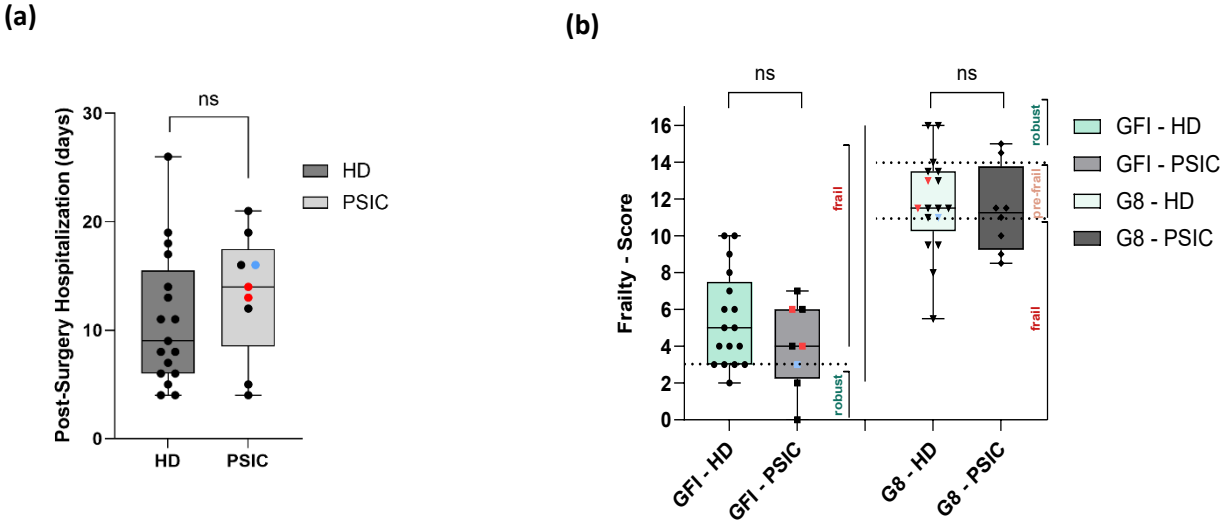 (a)
Post-Surgery Hospitalization (days)
30
20
10
0
ns
HD
PSIC
HD
PSIC
(b)
Frailty - Score
16
14
12
10
8
6
4
2
0
ns
ns
frail
robust
robust
pre-frail
frail
GFI - HD
GFI - PSIC
G8 - HD
G8 - PSIC
GFI - HD
GFI - PSIC
G8 - HD
G8 - PSIC